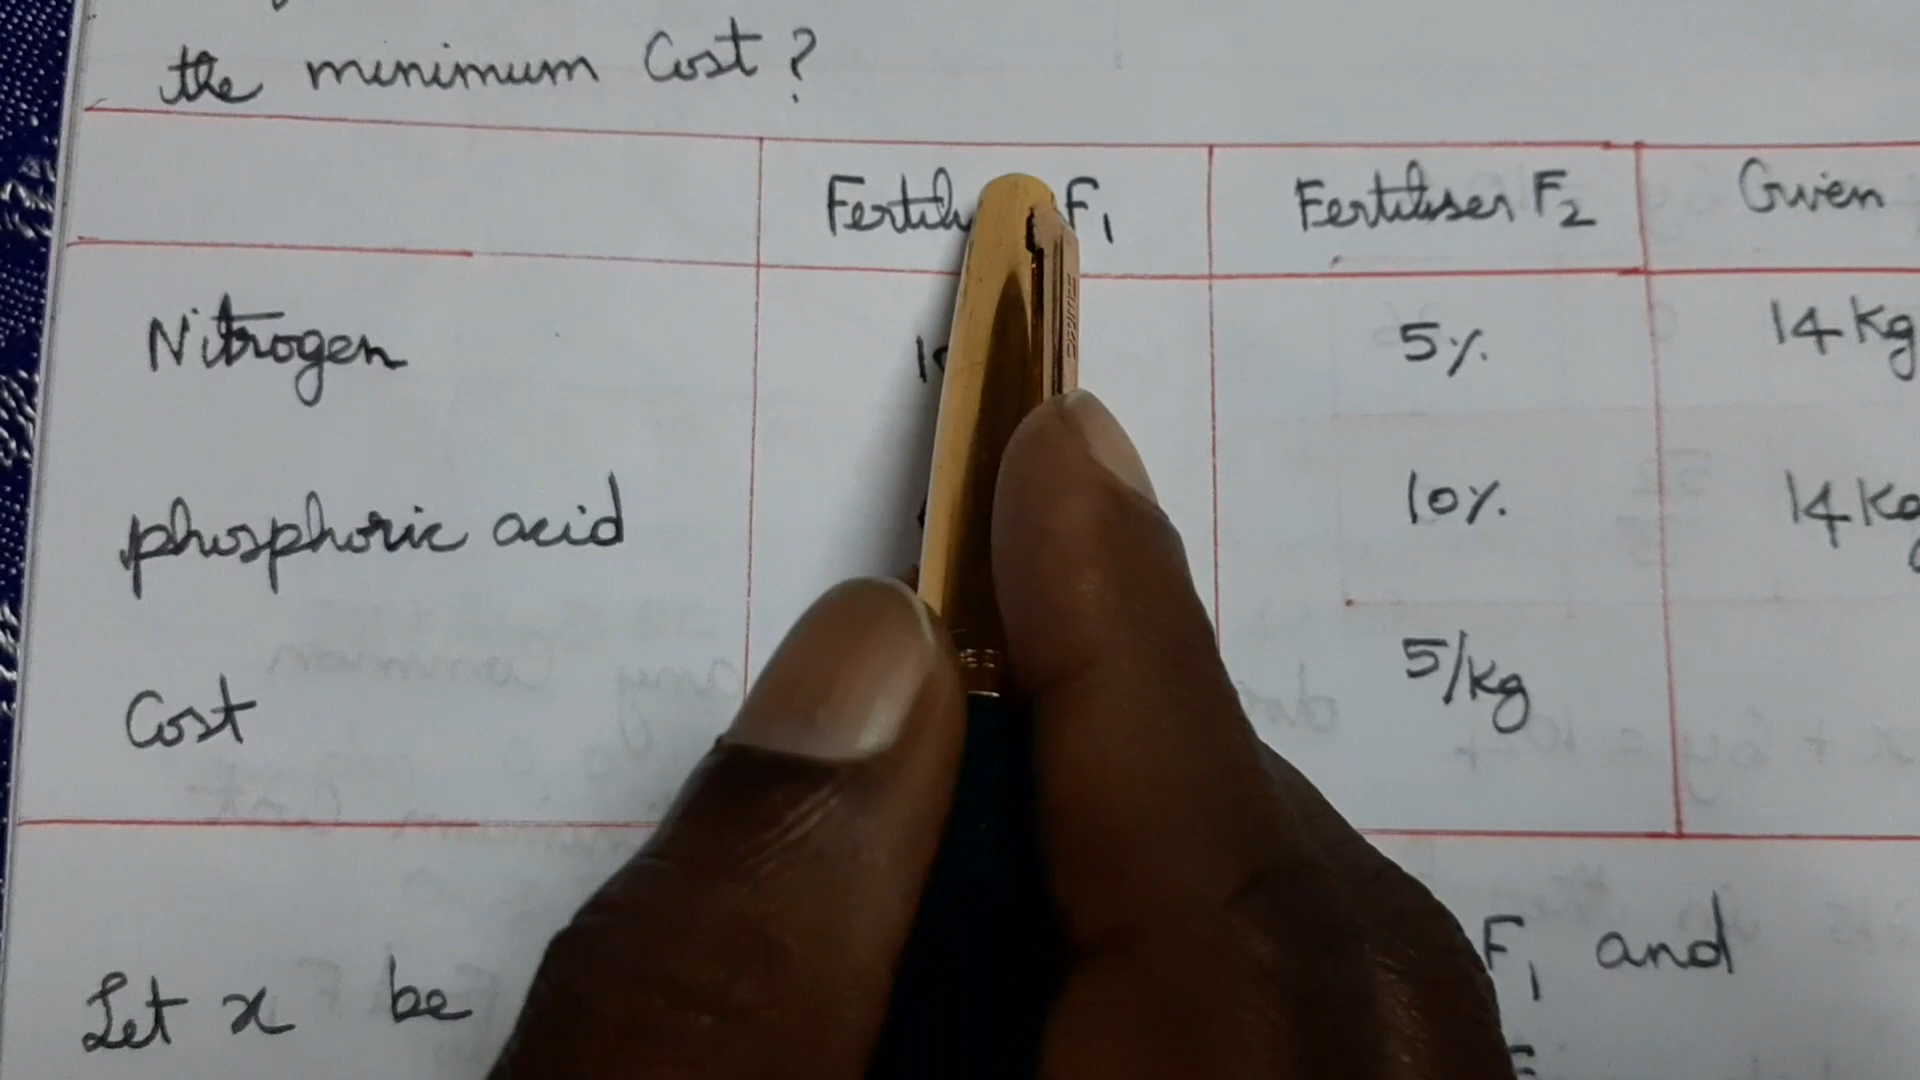 the minimum Cost?
F1 Fertiliser F2 Given
Nitrogen 5% 14 kg
phosphoric acid 10% 14 kg
Cost 5/kg
Let x be F1 and